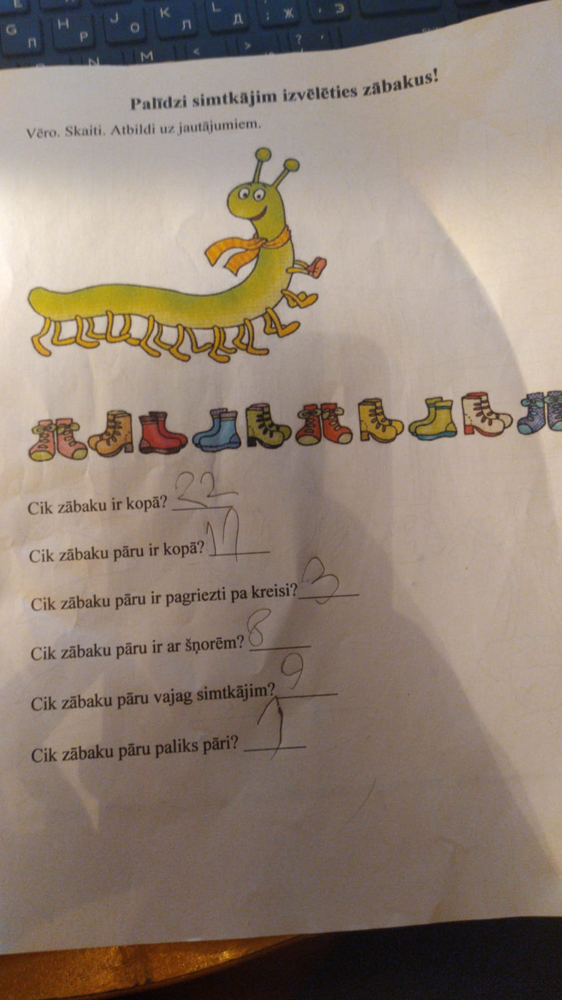 G П H Р J О K Л L Д ; Ж ' Э
N M < > ?
Palīdzi simtkājim izvēlēties zābakus!
Vēro. Skaiti. Atbildi uz jautājumiem.
Cik zābaku ir kopā? 22
Cik zābaku pāru ir kopā? 11
Cik zābaku pāru ir pagriezti pa kreisi? 3
Cik zābaku pāru ir ar šņorēm? 8
Cik zābaku pāru vajag simtkājim? 9
Cik zābaku pāru paliks pāri? 1